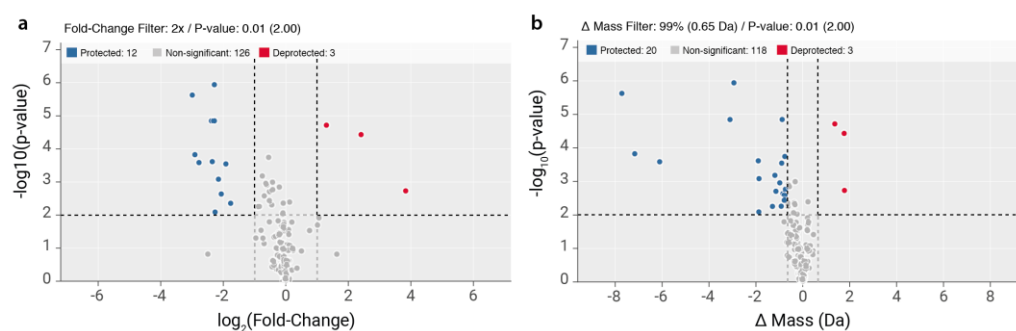 a
Fold-Change Filter: 2x / P-value: 0.01 (2.00)
Protected: 12 Non-significant: 126 Deprotected: 3
-log10(p-value)
7
6
5
4
3
2
1
0
-6 -4 -2 0 2 4 6
log2(Fold-Change)
b
Δ Mass Filter: 99% (0.65 Da) / P-value: 0.01 (2.00)
Protected: 20 Non-significant: 118 Deprotected: 3
-log10(p-value)
7
6
5
4
3
2
1
0
-8 -6 -4 -2 0 2 4 6 8
Δ Mass (Da)